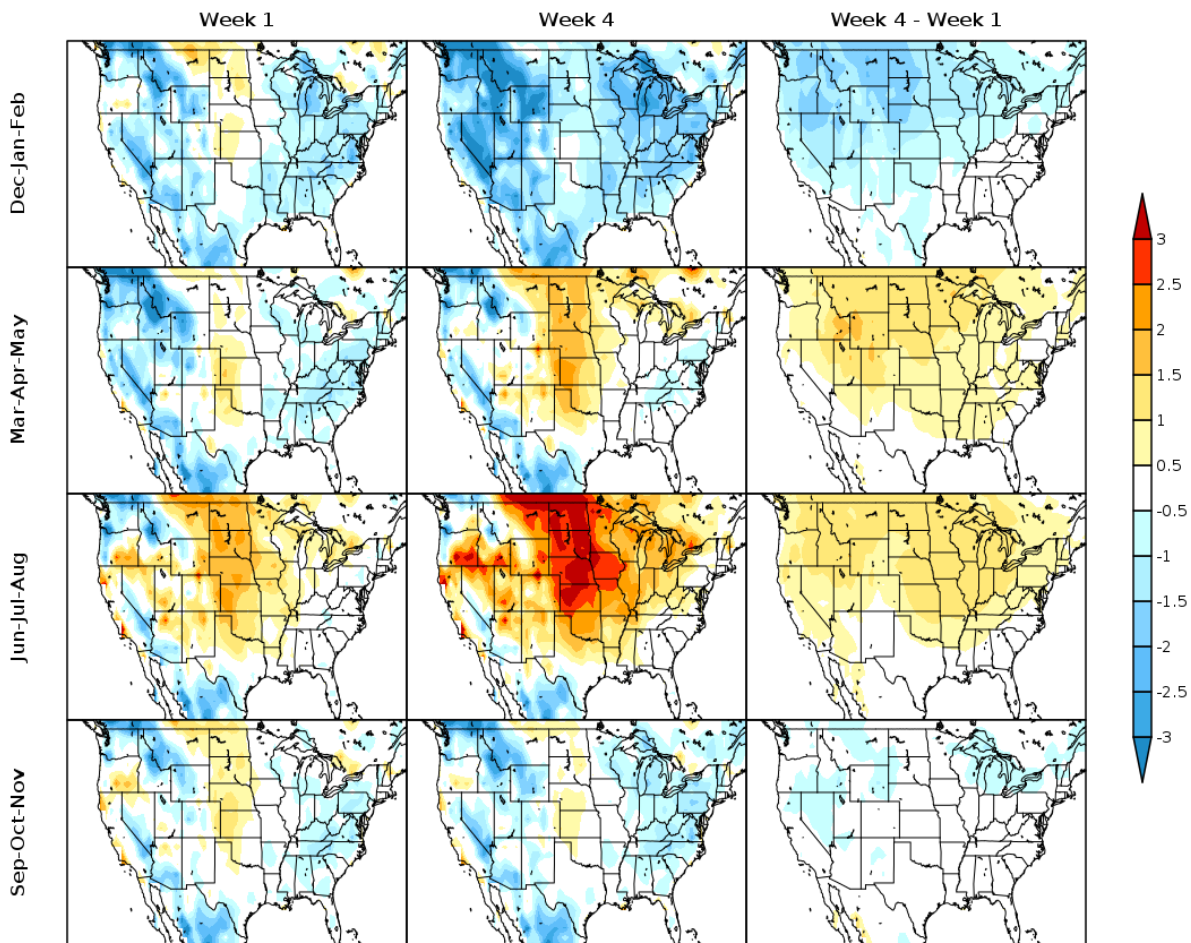 Week 1
Week 4
Week 4 - Week 1
Dec-Jan-Feb
Mar-Apr-May
Jun-Jul-Aug
Sep-Oct-Nov
3
2.5
2
1.5
1
0.5
-0.5
-1
-1.5
-2
-2.5
-3